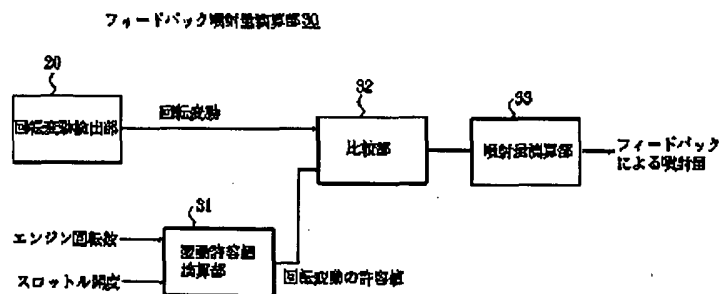 フィードバック噴射量演算部30
20
回転変動検出部
回転変動
32
比較部
33
噴射量演算部
フィードバック
による噴射量
エンジン回転数
スロットル開度
31
変動許容値
演算部
回転変動の許容値